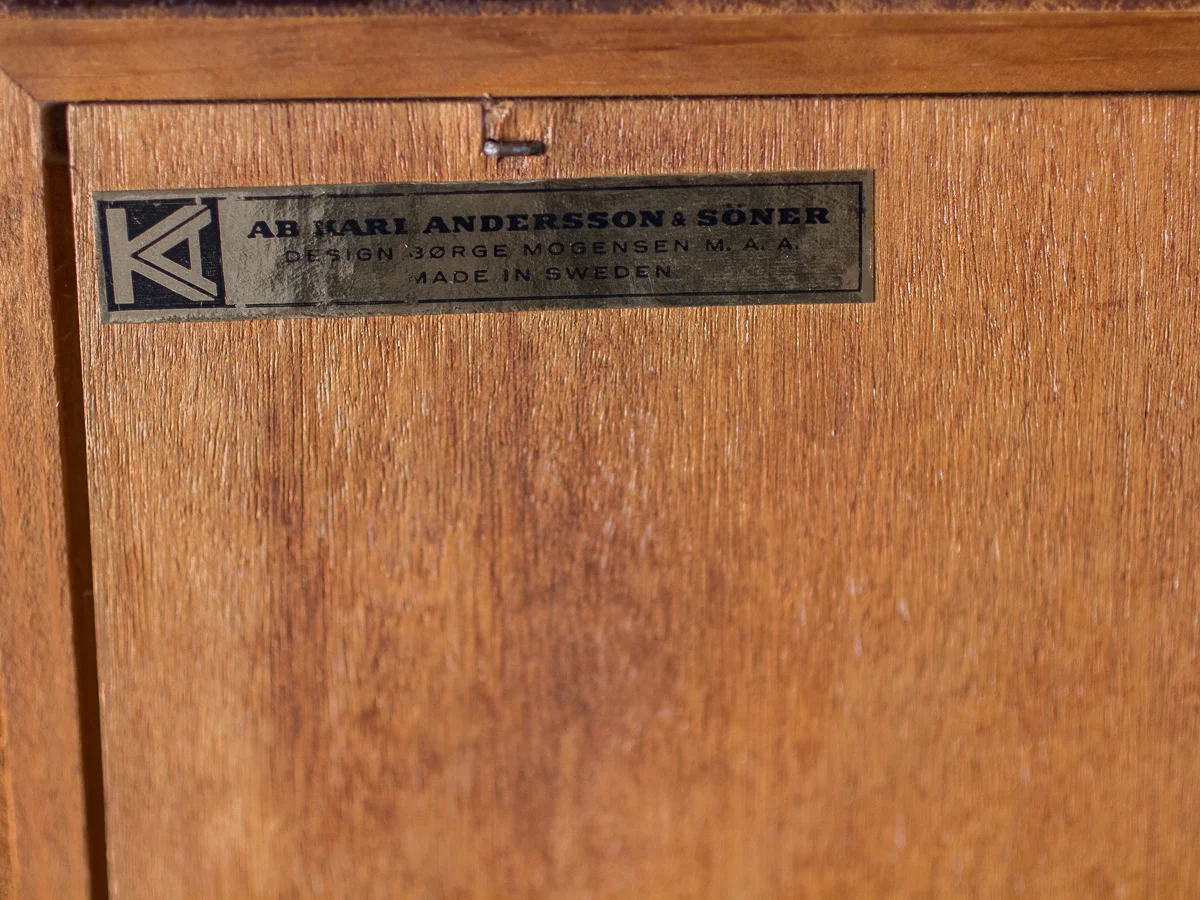 KA
AB KARL ANDERSSON & SÖNER
DESIGN BØRGE MOGENSEN M. A. A.
MADE IN SWEDEN